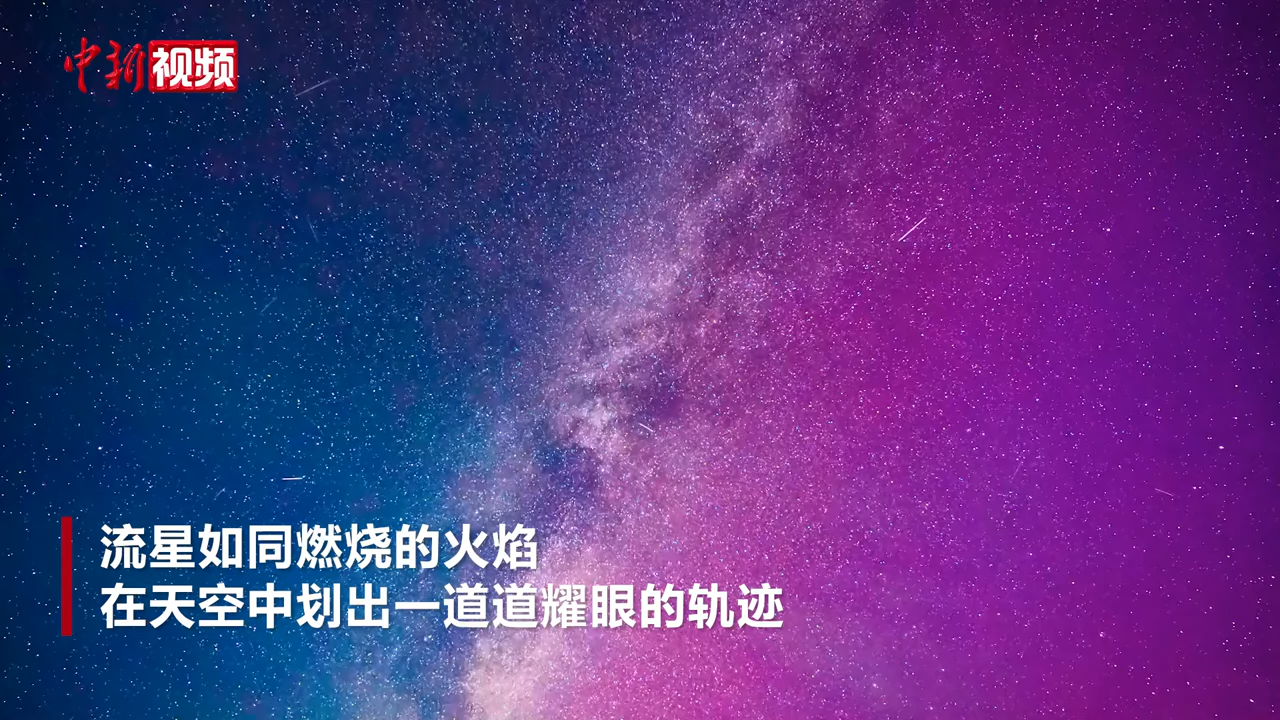 中新视频
流星如同燃烧的火焰
在天空中划出一道道耀眼的轨迹